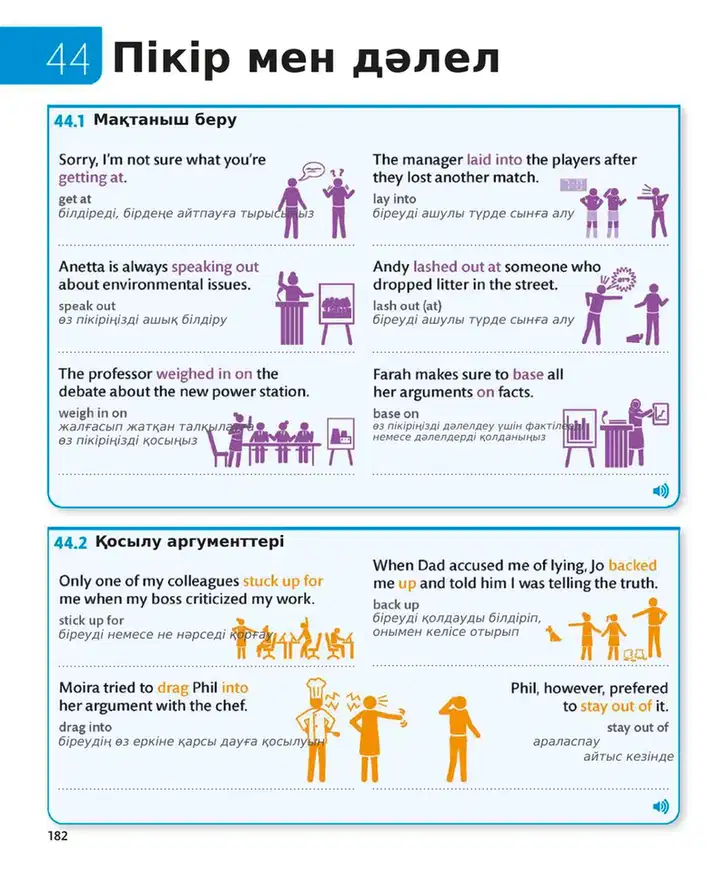 44 Пікір мен дәлел
44.1 Мақтаныш беру
Sorry, I'm not sure what you're
getting at.
get at
білдіреді, бірдеңе айтпауға тырысыңыз
The manager laid into the players after
they lost another match.
lay into
біреуді ашулы түрде сынға алу
Anetta is always speaking out
about environmental issues.
speak out
өз пікіріңізді ашық білдіру
Andy lashed out at someone who
dropped litter in the street.
lash out (at)
біреуді ашулы түрде сынға алу
The professor weighed in on the
debate about the new power station.
weigh in on
жалғасып жатқан талқылауға
өз пікіріңізді қосыңыз
Farah makes sure to base all
her arguments on facts.
base on
өз пікіріңізді дәлелдеу үшін фактілерді
немесе дәлелдерді қолданыңыз
44.2 Қосылу аргументтері
Only one of my colleagues stuck up for
me when my boss criticized my work.
stick up for
біреуді немесе не нәрседі қорғау
When Dad accused me of lying, Jo backed
me up and told him I was telling the truth.
back up
біреуді қолдауды білдіріп,
онымен келісе отырып
Moira tried to drag Phil into
her argument with the chef.
drag into
біреудің өз еркіне қарсы дауға қосылуын
Phil, however, prefered
to stay out of it.
stay out of
араласпау
айтыс кезінде
182